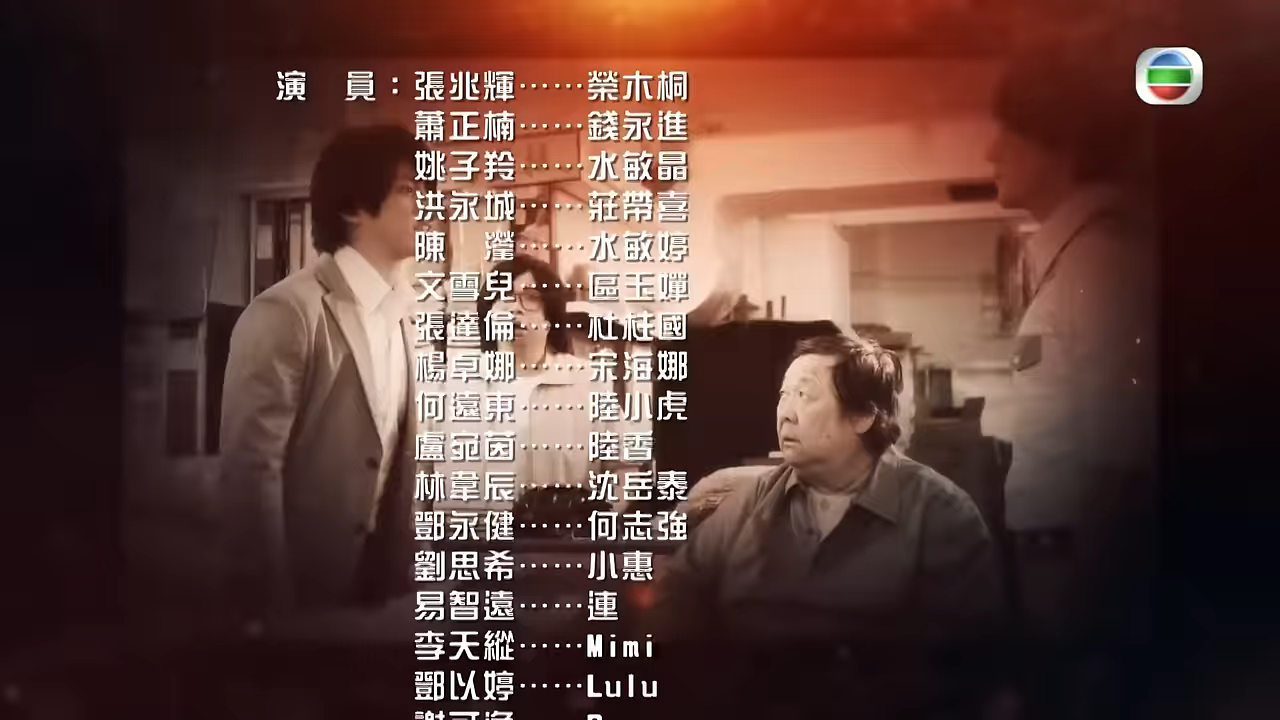 演　員：張兆輝……榮木桐
蕭正楠……錢永進
姚子羚……水敏晶
洪永城……莊帶喜
陳　瀅……水敏婷
文雪兒……區玉嬋
張達倫……杜柱國
楊卓娜……宋海娜
何遠東……陸小虎
盧宛茵……陸香
林韋辰……沈岳泰
鄧永健……何志強
劉思希……小惠
易智遠……連
李天縱……Mimi
鄧以婷……Lulu